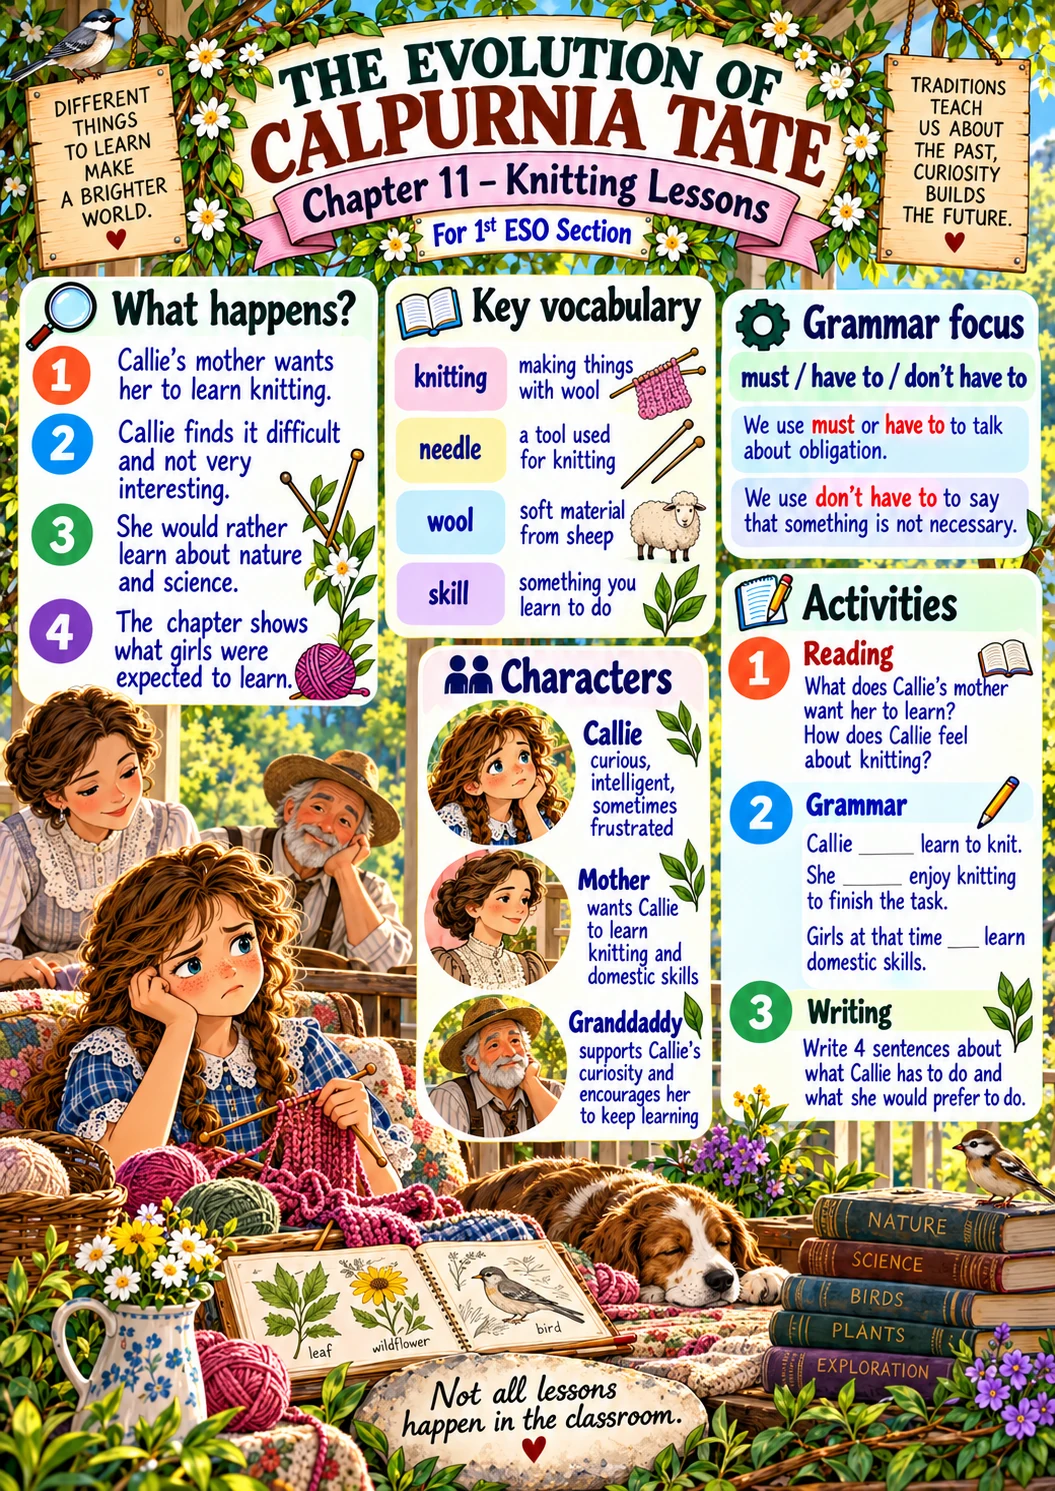 DIFFERENT
THINGS
TO LEARN
MAKE
A BRIGHTER
WORLD.
THE EVOLUTION OF
CALPURNIA TATE
Chapter 11 – Knitting Lessons
For 1st ESO Section
TRADITIONS
TEACH
US ABOUT
THE PAST,
CURIOSITY
BUILDS
THE FUTURE.
What happens?
1
Callie's mother wants
her to learn knitting.
2
Callie finds it difficult
and not very
interesting.
3
She would rather
learn about nature
and science.
4
The chapter shows
what girls were
expected to learn.
Key vocabulary
knitting
making things
with wool
needle
a tool used
for knitting
wool
soft material
from sheep
skill
something you
learn to do
Characters
Callie
curious,
intelligent,
sometimes
frustrated
Mother
wants Callie
to learn
knitting and
domestic skills
Granddaddy
supports Callie's
curiosity and
encourages her
to keep learning
Grammar focus
must / have to / don't have to
We use must or have to to talk
about obligation.
We use don't have to to say
that something is not necessary.
Activities
1
Reading
What does Callie's mother
want her to learn?
How does Callie feel
about knitting?
2
Grammar
Callie ______ learn to knit.
She ______ enjoy knitting
to finish the task.
Girls at that time ___ learn
domestic skills.
3
Writing
Write 4 sentences about
what Callie has to do and
what she would prefer to do.
NATURE
SCIENCE
BIRDS
PLANTS
EXPLORATION
leaf
wildflower
bird
Not all lessons
happen in the classroom.